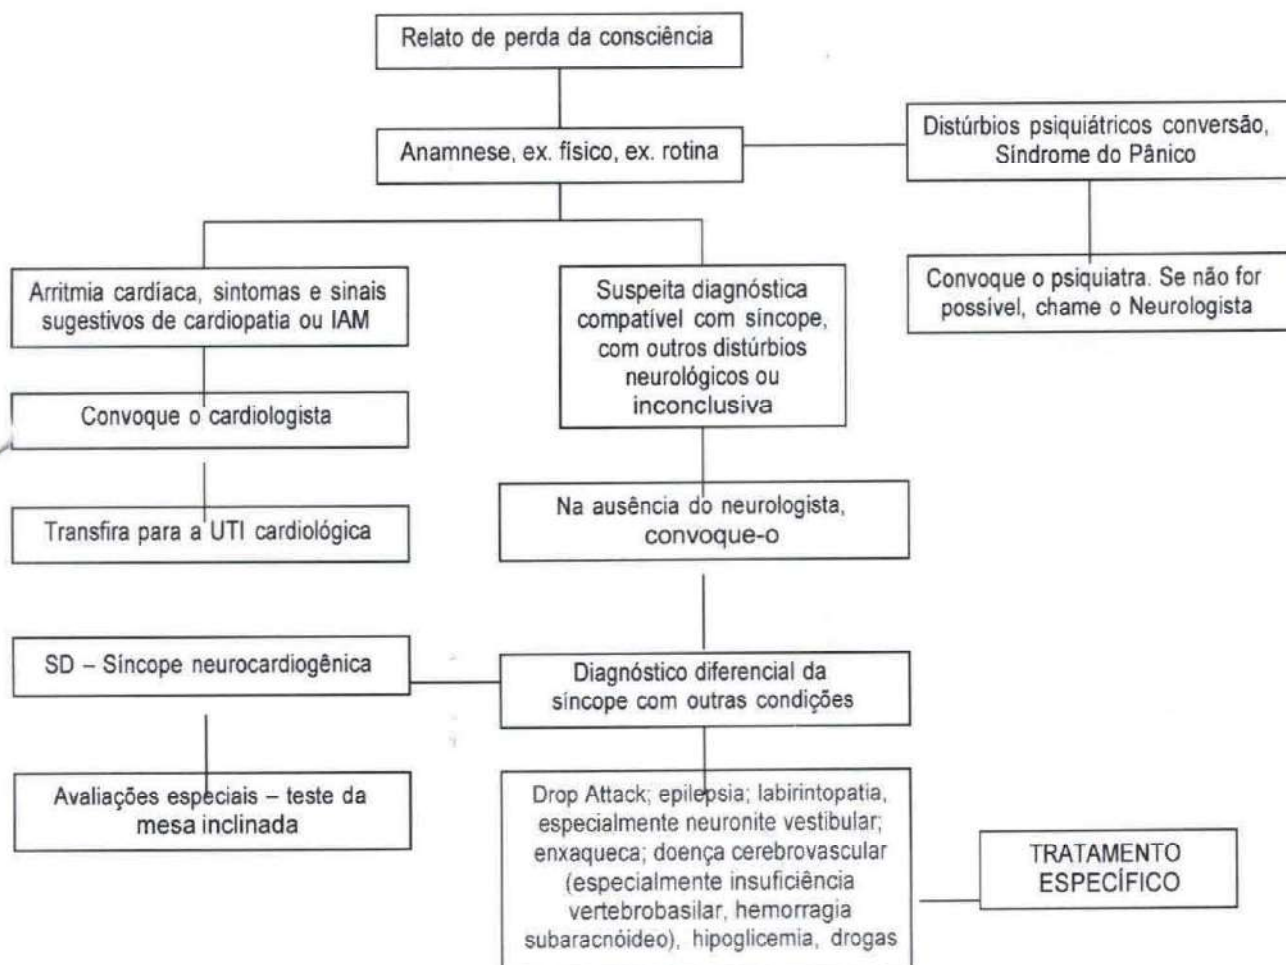 Relato de perda da consciência
Anamnese, ex. físico, ex. rotina
Distúrbios psiquiátricos conversão,
Síndrome do Pânico
Convoque o psiquiatra. Se não for
possível, chame o Neurologista
Arritmia cardíaca, sintomas e sinais
sugestivos de cardiopatia ou IAM
Convoque o cardiologista
Transfira para a UTI cardiológica
Suspeita diagnóstica
compatível com síncope,
com outros distúrbios
neurológicos ou
inconclusiva
Na ausência do neurologista,
convoque-o
SD – Síncope neurocardiogênica
Diagnóstico diferencial da
síncope com outras condições
Avaliações especiais – teste da
mesa inclinada
Drop Attack; epilepsia; labirintopatia,
especialmente neuronite vestibular;
enxaqueca; doença cerebrovascular
(especialmente insuficiência
vertebrobasilar, hemorragia
subaracnóideo), hipoglicemia, drogas
TRATAMENTO
ESPECÍFICO